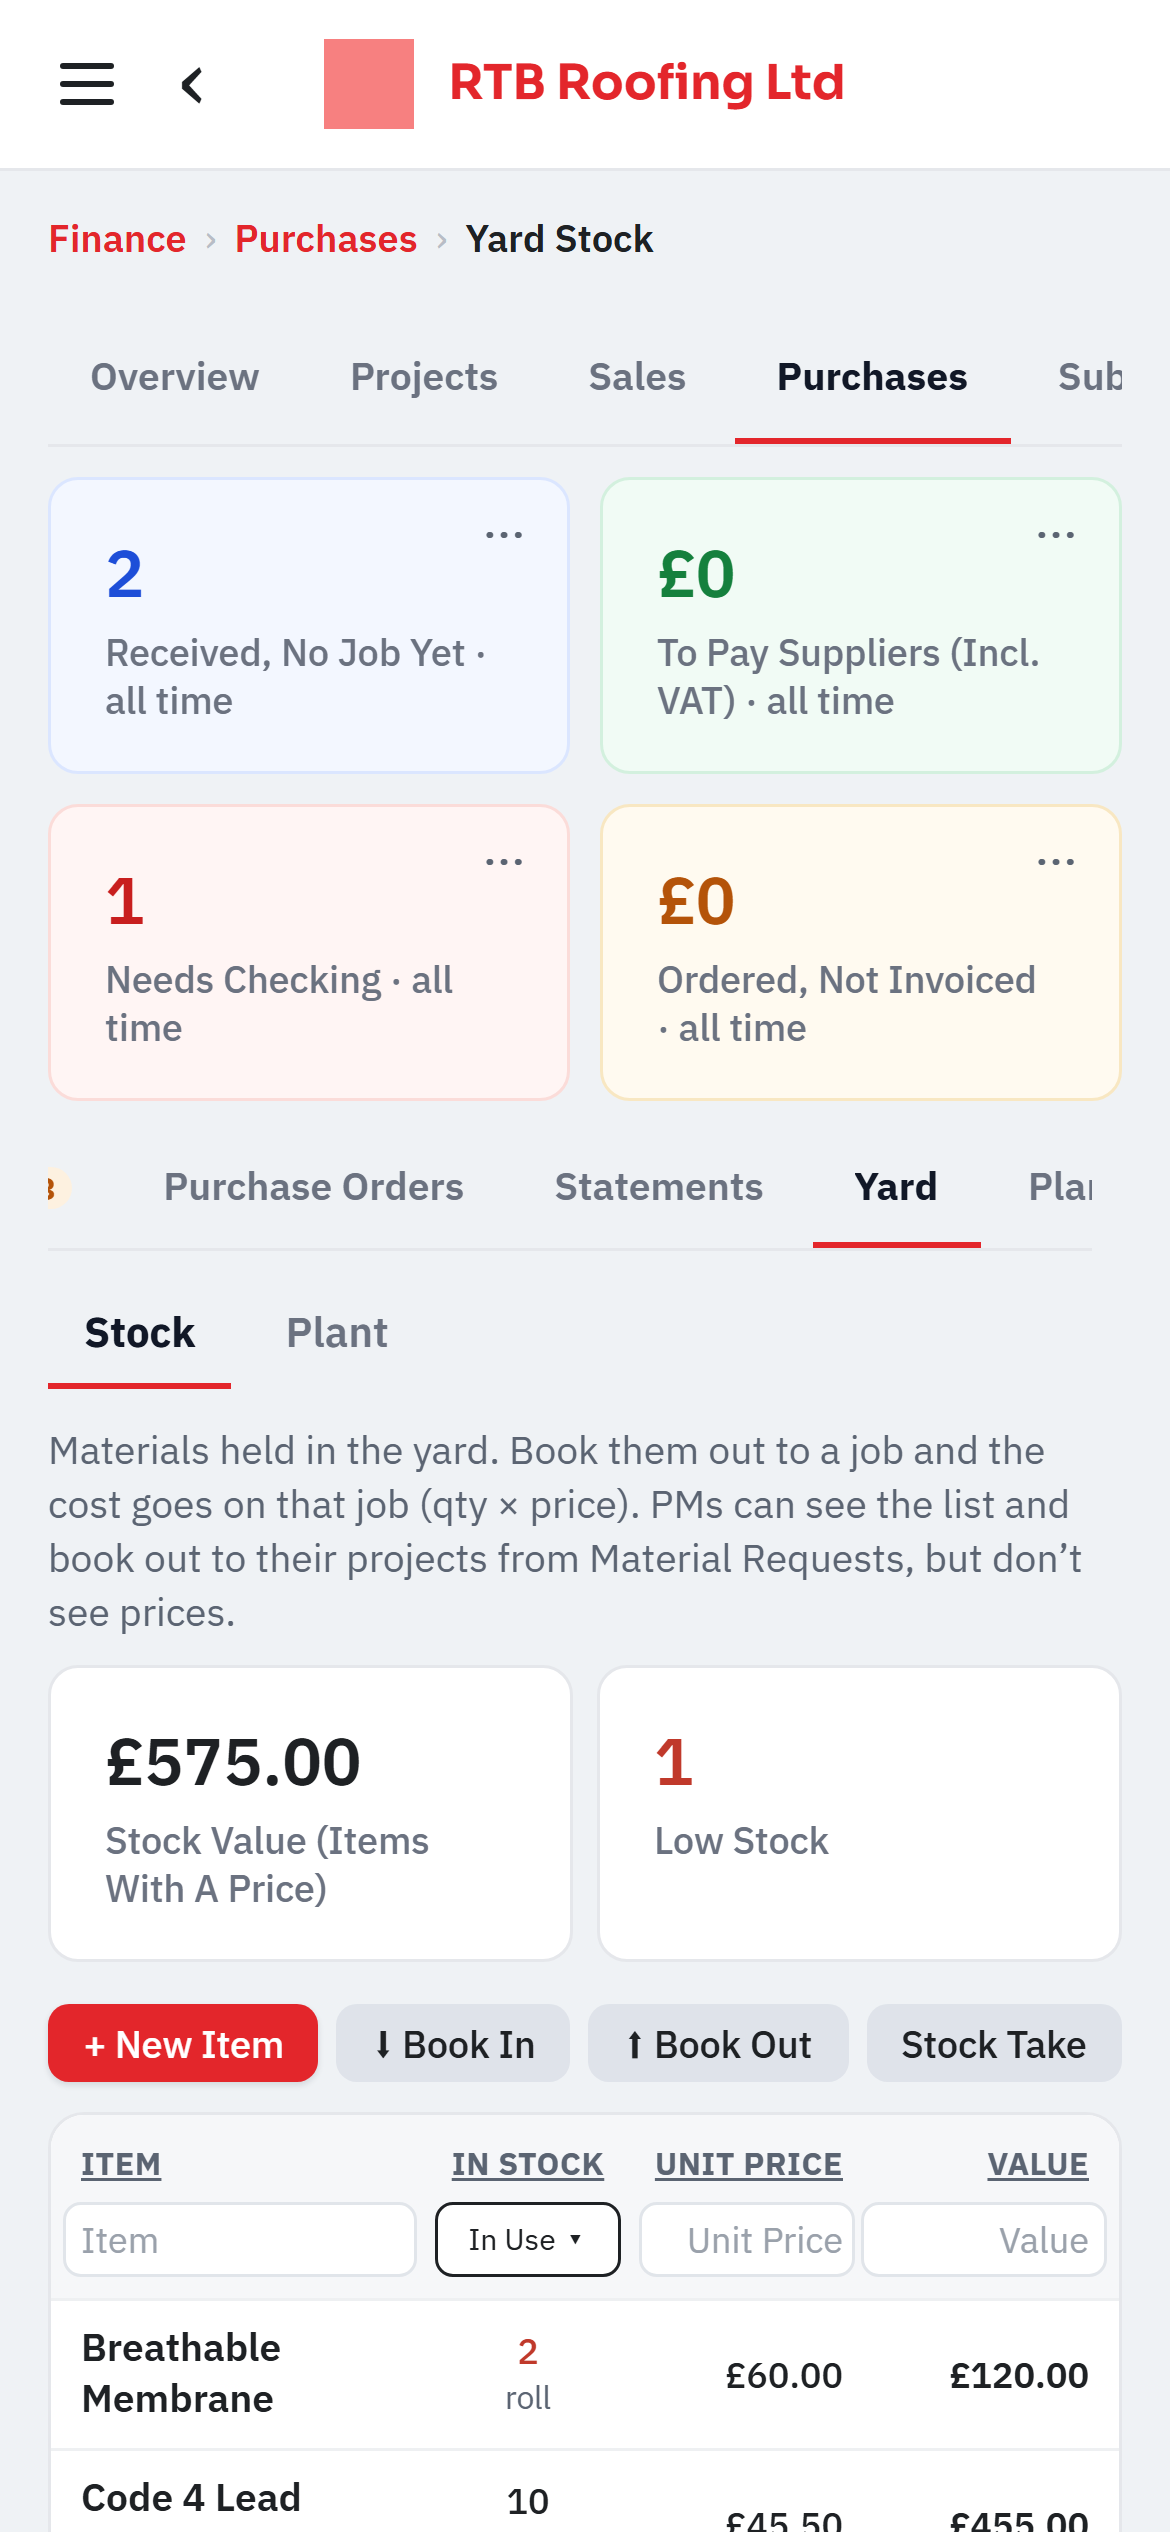 RTB Roofing Ltd
Finance › Purchases › Yard Stock
Overview Projects Sales Purchases Sub
2
Received, No Job Yet ·
all time
£0
To Pay Suppliers (Incl.
VAT) · all time
1
Needs Checking · all
time
£0
Ordered, Not Invoiced
· all time
Purchase Orders Statements Yard
Stock Plant
Materials held in the yard. Book them out to a job and the
cost goes on that job (qty × price). PMs can see the list and
book out to their projects from Material Requests, but don’t
see prices.
£575.00
Stock Value (Items
With A Price)
1
Low Stock
+ New Item ⬇ Book In ⬆ Book Out Stock Take
ITEM IN STOCK UNIT PRICE VALUE
Item In Use ▼ Unit Price Value
Breathable
Membrane
2
roll
£60.00
£120.00
Code 4 Lead
10
£45.50
£455.00